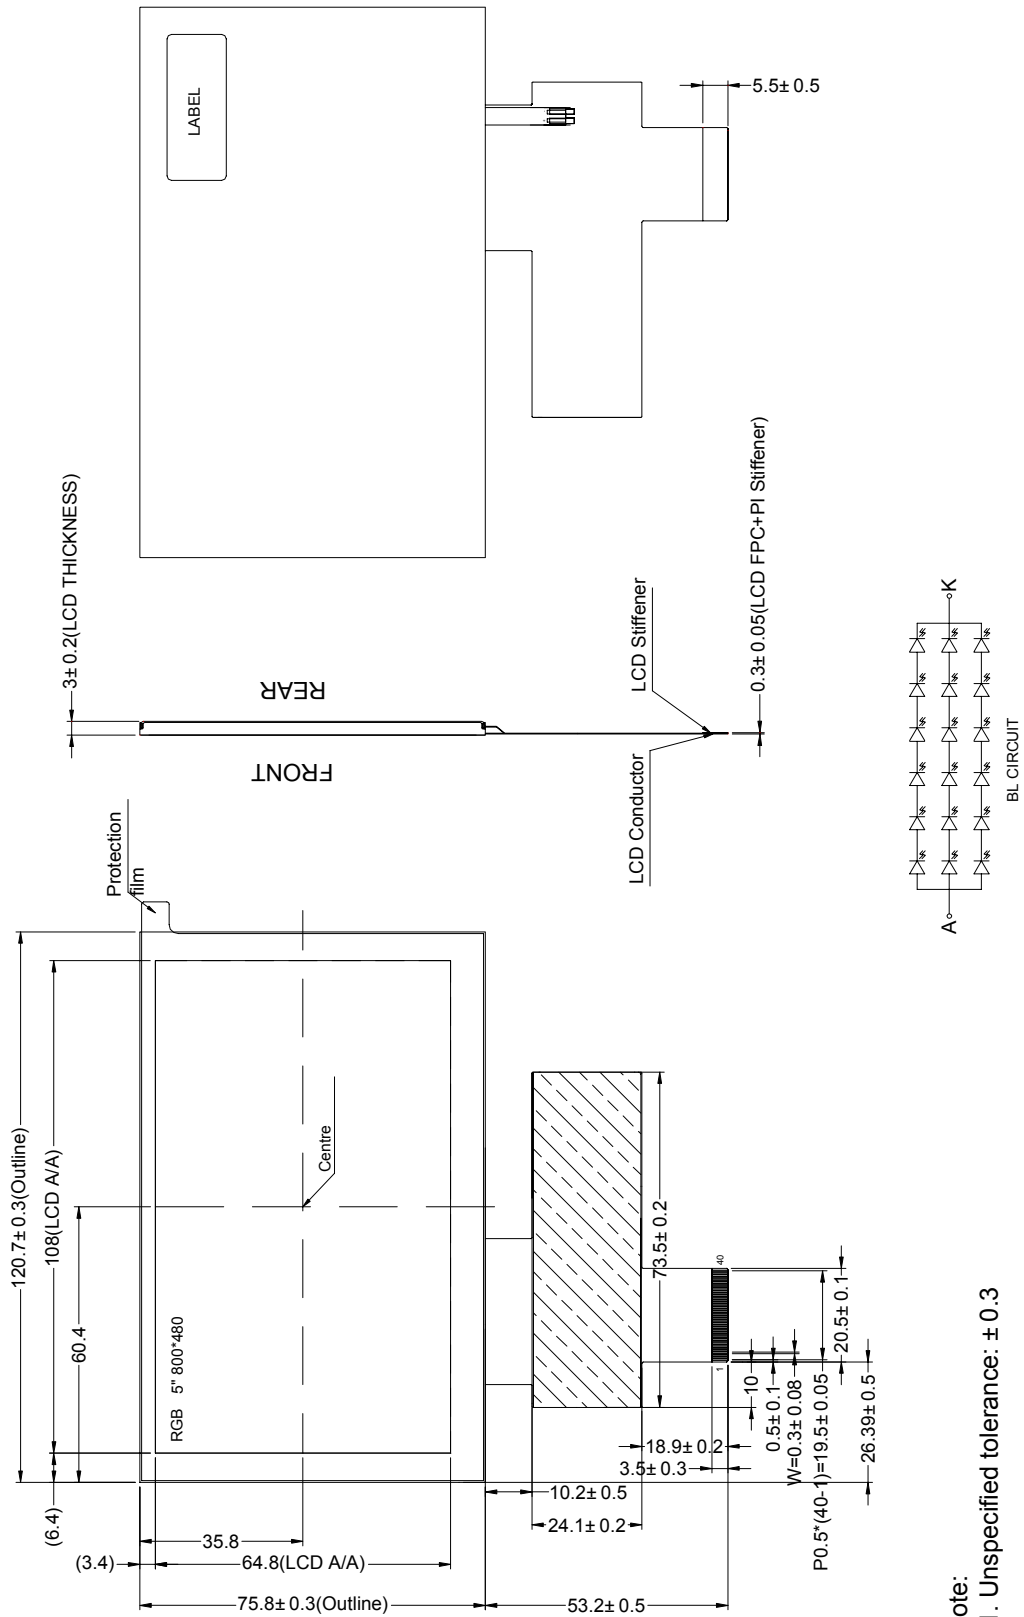 LABEL
5.5±0.5
3±0.2(LCD THICKNESS)
REAR
FRONT
LCD Stiffener
LCD Conductor
0.3±0.05(LCD FPC+PI Stiffener)
A
K
BL CIRCUIT
Protection
film
120.7±0.3(Outline)
108(LCD A/A)
60.4
(6.4)
Centre
RGB 5" 800*480
35.8
(3.4)
64.8(LCD A/A)
75.8±0.3(Outline)
53.2±0.5
10.2±0.5
24.1±0.2
18.9±0.2
3.5±0.3
73.5±0.2
1
40
10
0.5±0.1
W=0.3±0.08
P0.5*(40-1)=19.5±0.05
20.5±0.1
26.39±0.5
ote:
. Unspecified tolerance: ±0.3